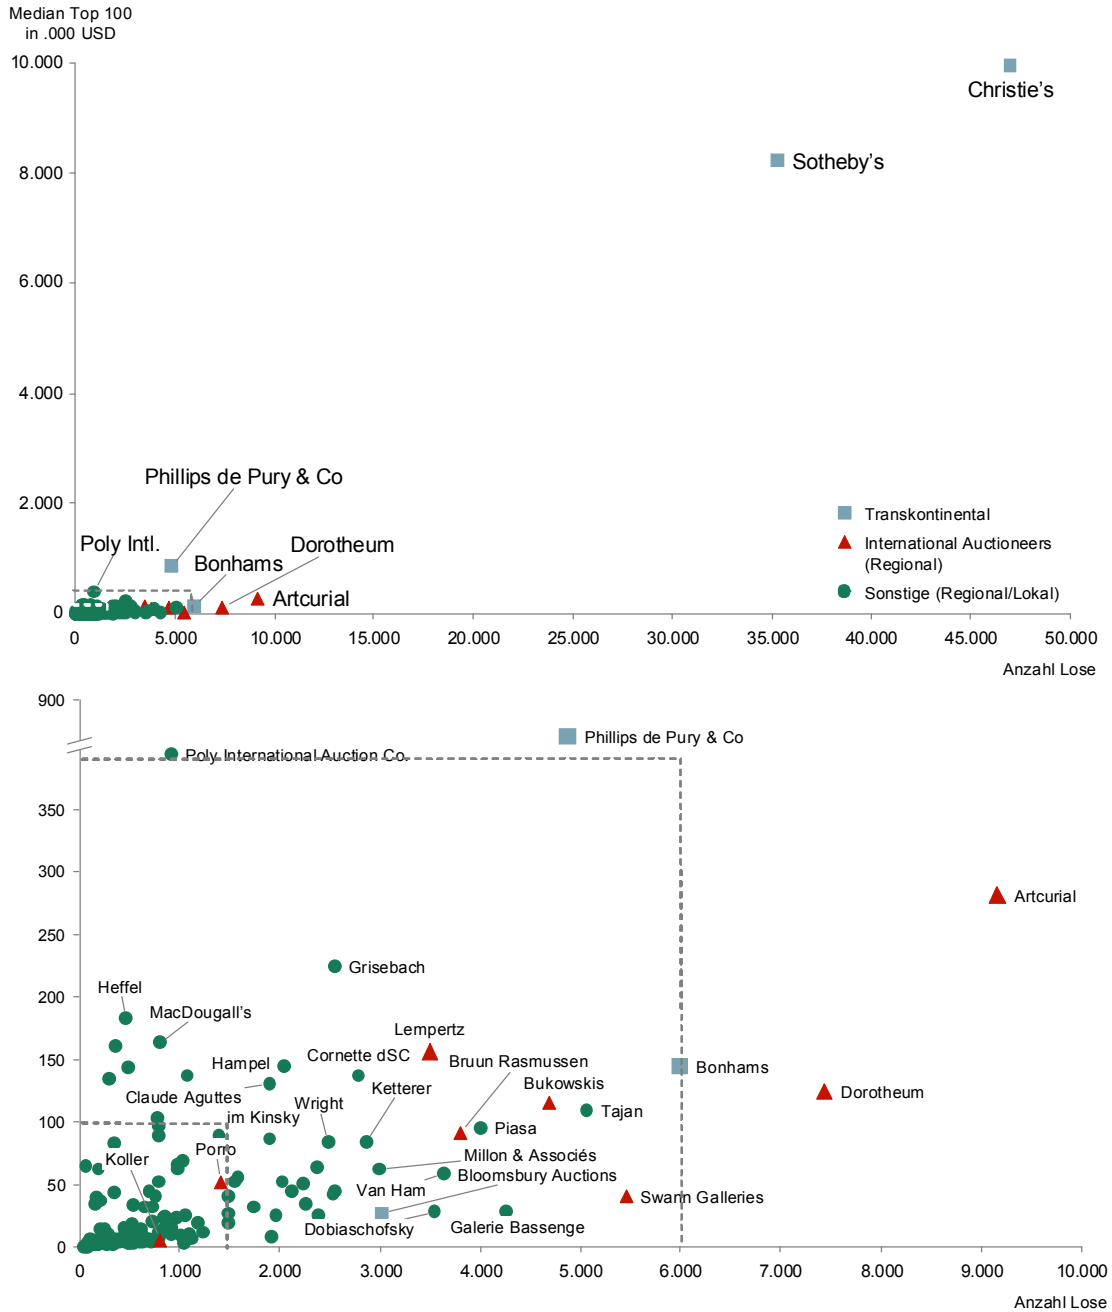 Median Top 100
in .000 USD
10.000
Christie's
8.000
Sotheby's
6.000
4.000
Phillips de Pury & Co
2.000
Transkontinental
Poly Intl.
Dorotheum
International Auctioneers
(Regional)
Bonhams
Artcurial
Sonstige (Regional/Lokal)
0
0 5.000 10.000 15.000 20.000 25.000 30.000 35.000 40.000 45.000 50.000
Anzahl Lose
900
Phillips de Pury & Co
Poly International Auction Co.
350
300
Artcurial
250
Grisebach
Heffel
200
MacDougall's
Lempertz
150
Hampel
Cornette dSC
Bruun Rasmussen
Bonhams
Bukowskis
Ketterer
Claude Aguttes
Dorotheum
Wright
Tajan
im Kinsky
100
Piasa
Porro
Koller
Millon & Associés
Bloomsbury Auctions
50
Van Ham
Swann Galleries
Dobiaschofsky
Galerie Bassenge
0
0 1.000 2.000 3.000 4.000 5.000 6.000 7.000 8.000 9.000 10.000
Anzahl Lose